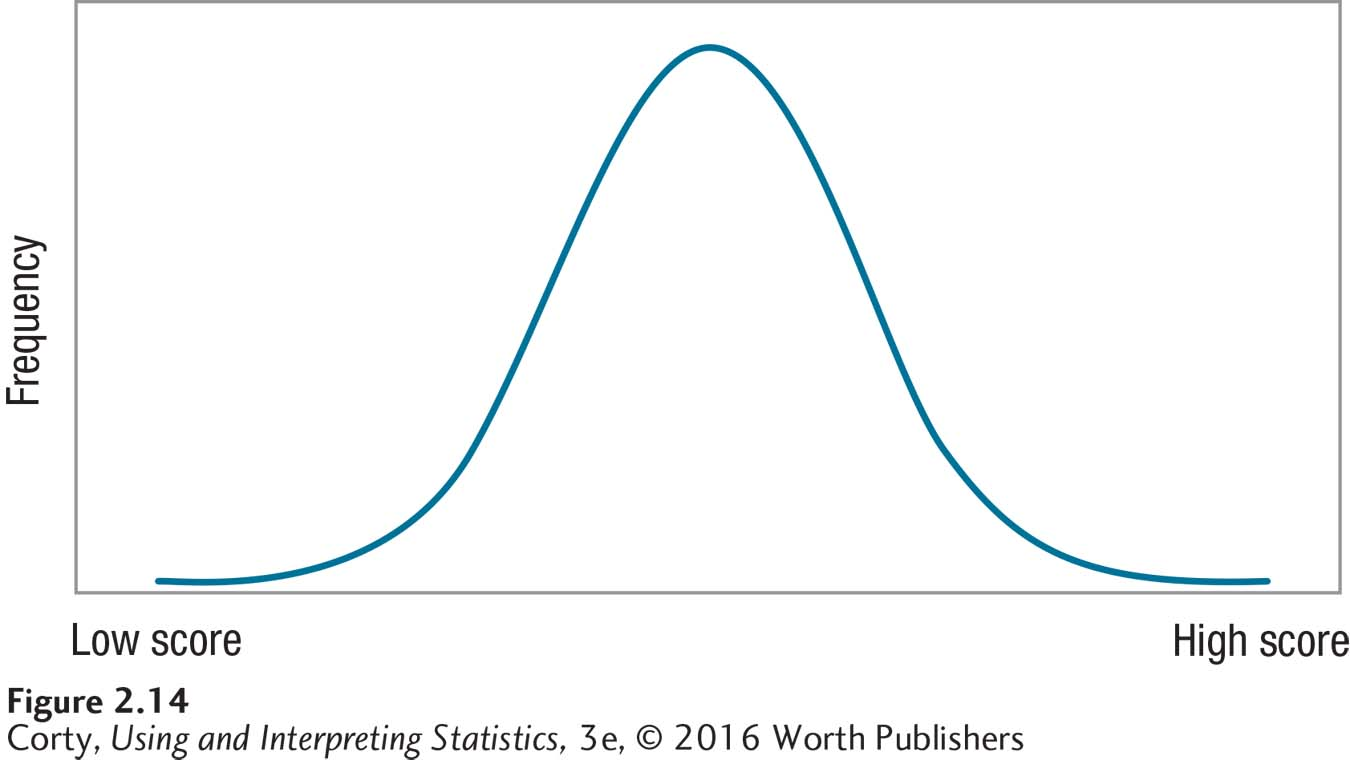 Frequency
Low score
High score
Figure 2.14
Corty, Using and Interpreting Statistics, 3e, © 2016 Worth Publishers